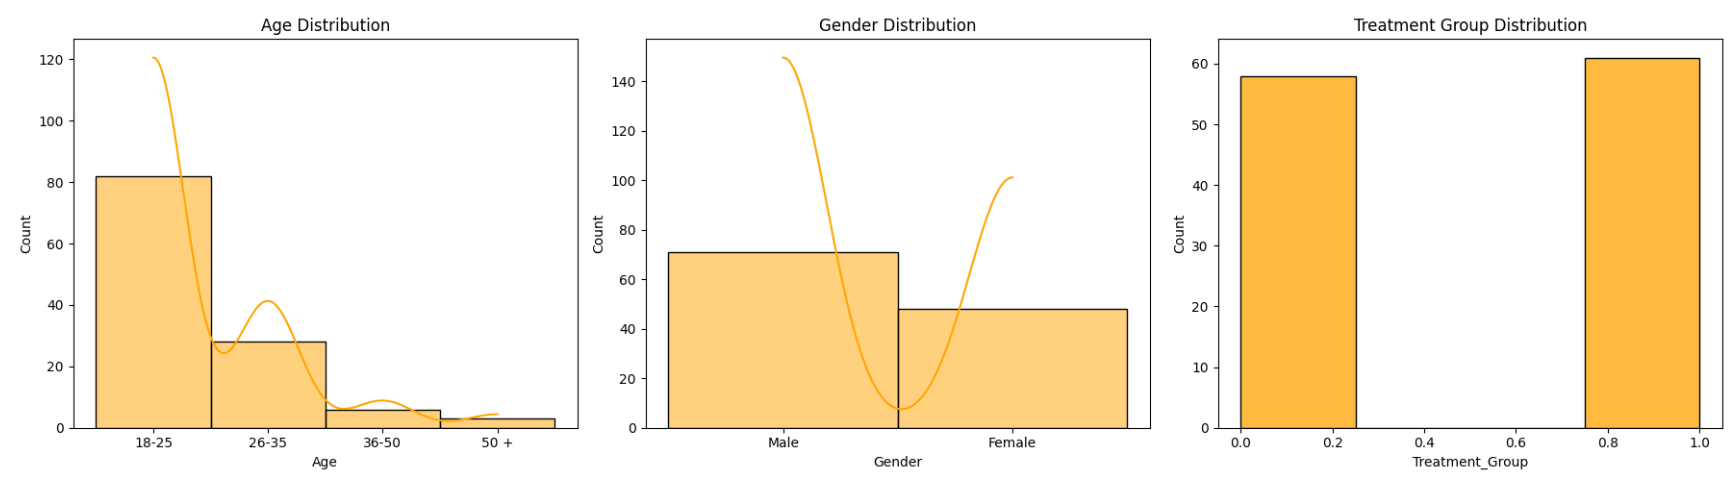 Age Distribution
120
100
80
60
40
20
0
Count
18-25 26-35 36-50 50 +
Age
Gender Distribution
140
120
100
80
60
40
20
0
Count
Male Female
Gender
Treatment Group Distribution
60
50
40
30
20
10
0
Count
0.0 0.2 0.4 0.6 0.8 1.0
Treatment_Group